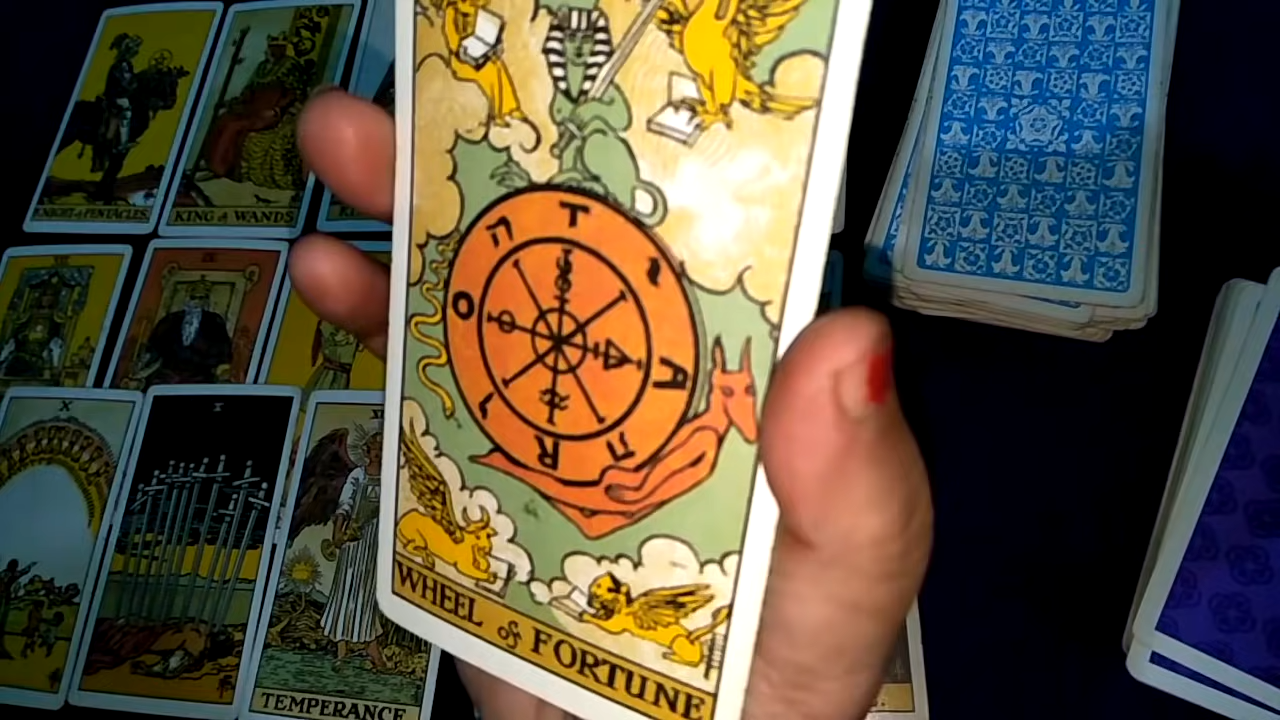 KNIGHT of PENTACLES.
KING of WANDS
X
TEMPERANCE.
T
A
R
O
ה
י
ו
ה
WHEEL of FORTUNE